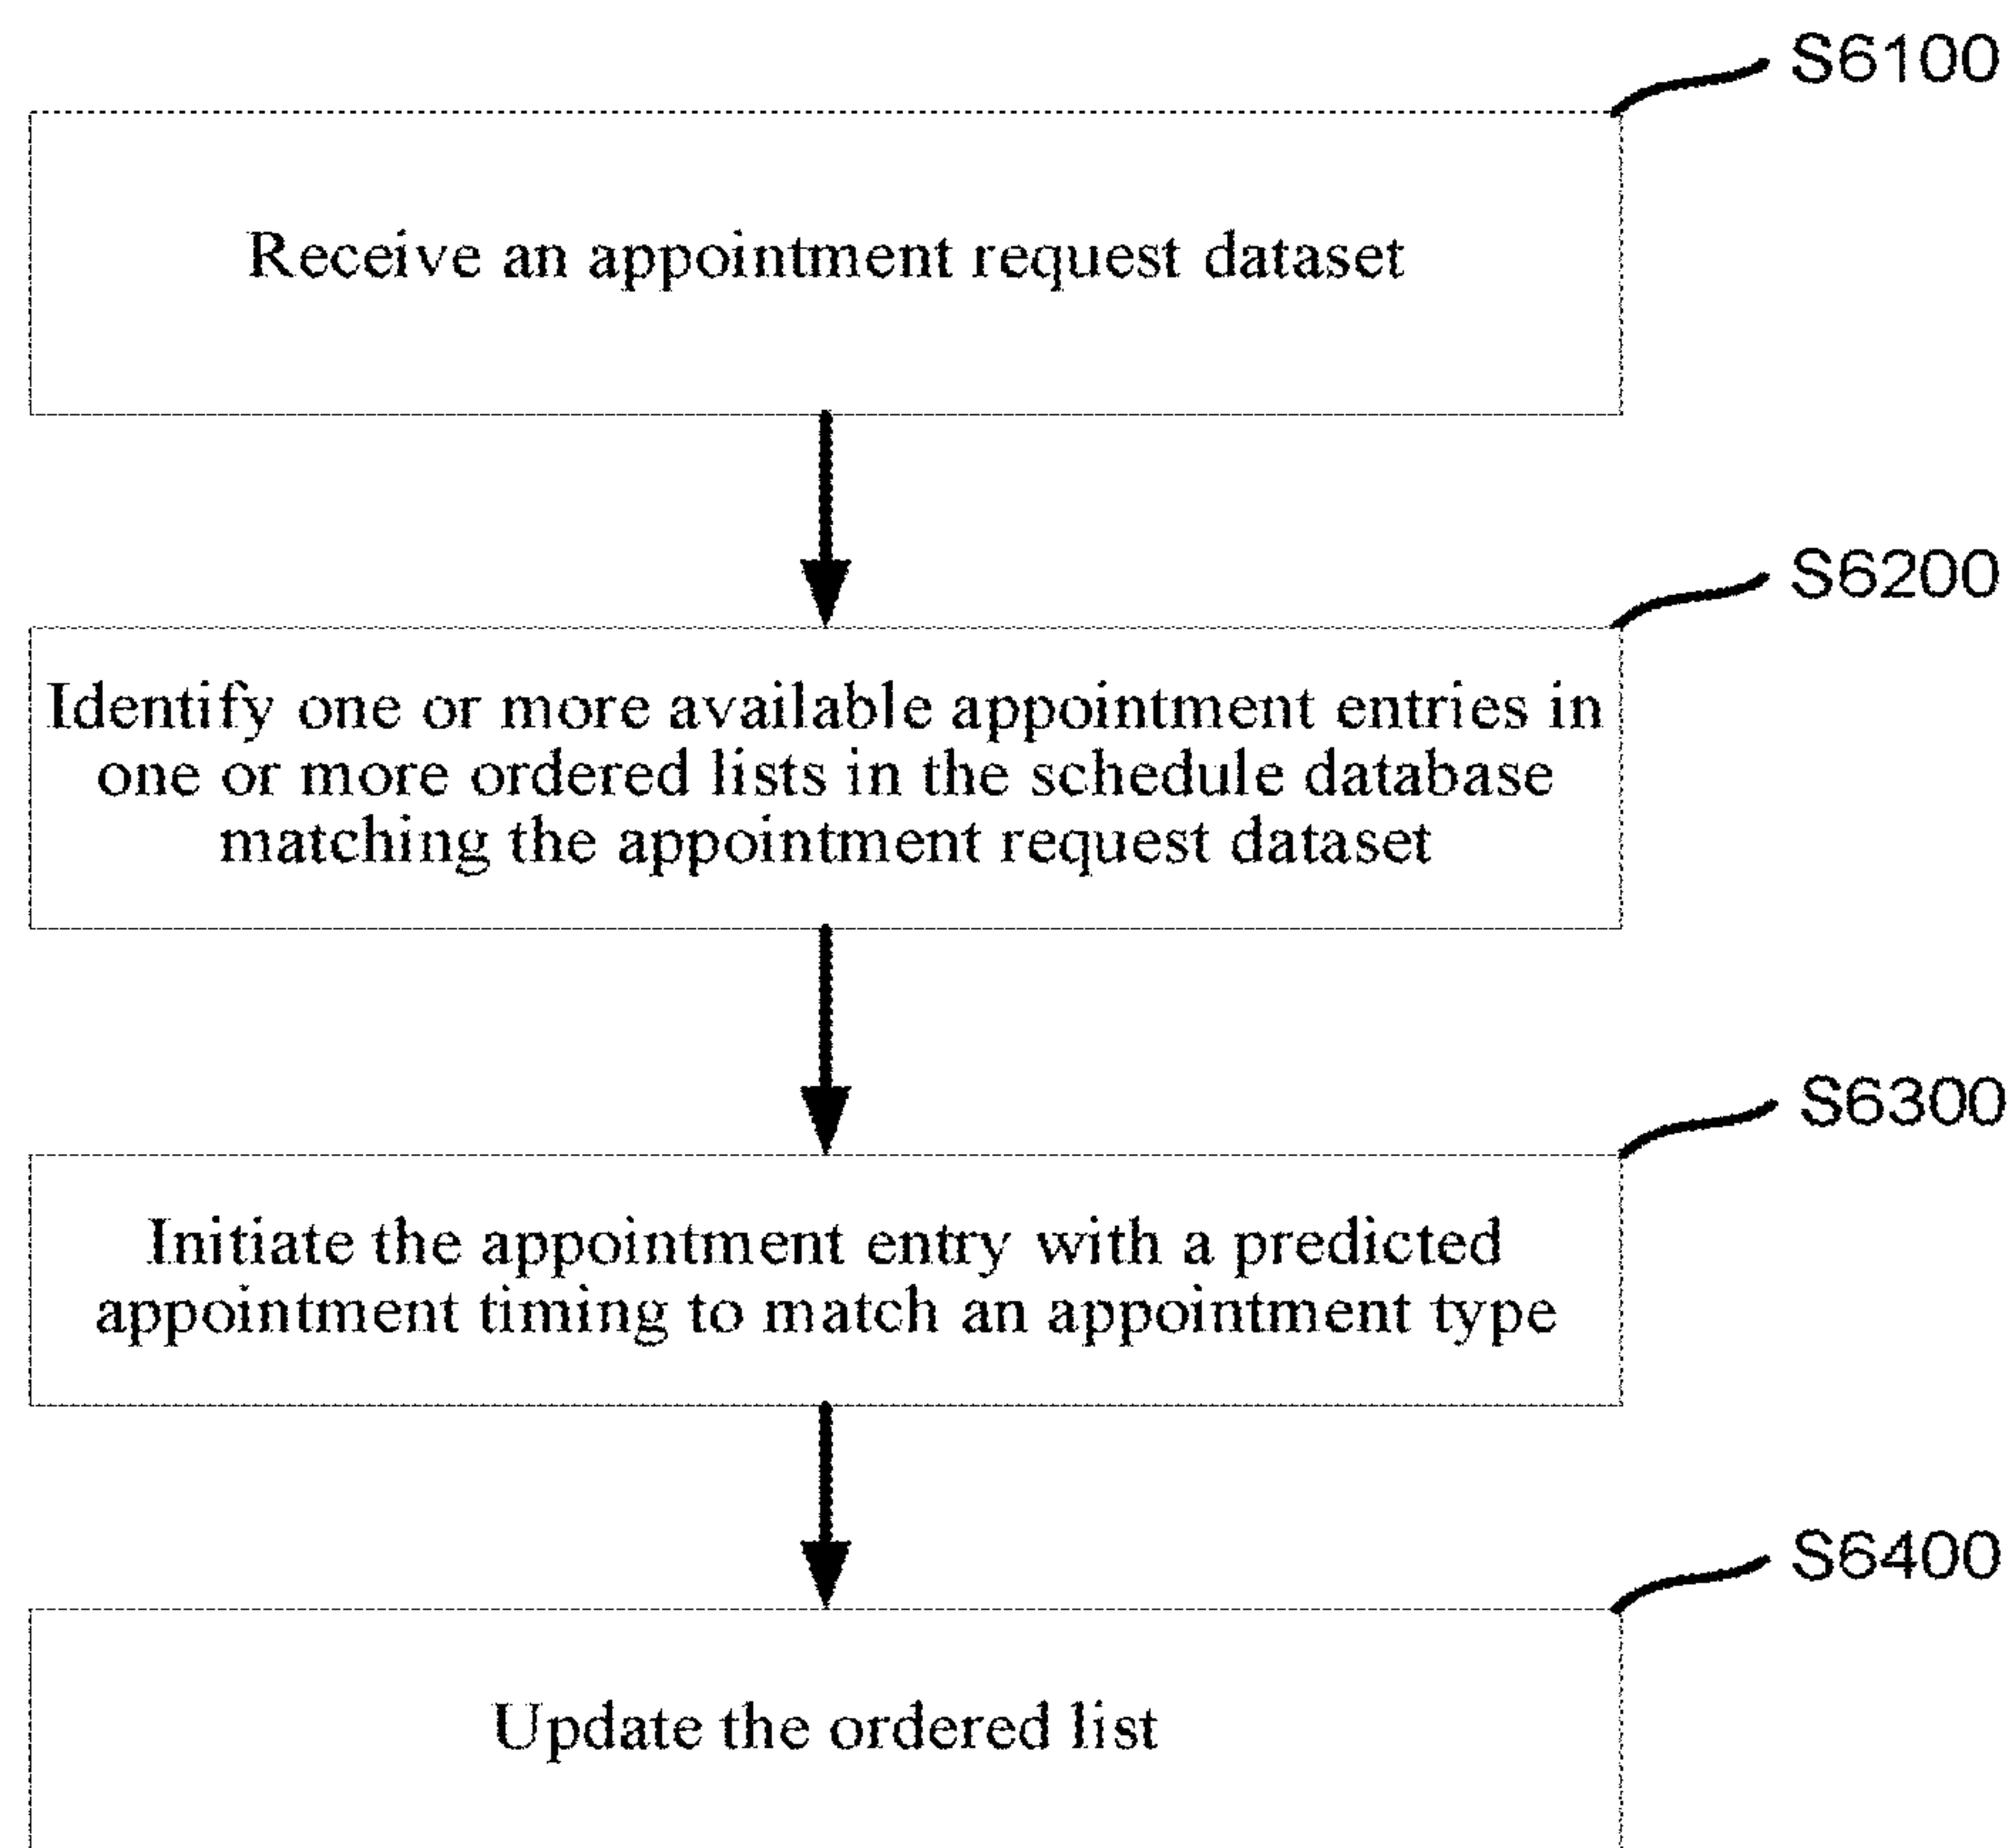 S6100
Receive an appointment request dataset
S6200
Identify one or more available appointment entries in
one or more ordered lists in the schedule database
matching the appointment request dataset
S6300
Initiate the appointment entry with a predicted
appointment timing to match an appointment type
S6400
Update the ordered list